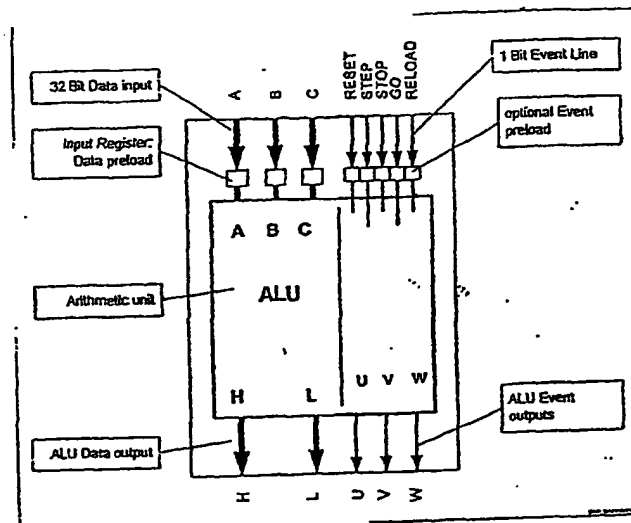 32 Bit Data input
A
B
C
RESET
STEP
STOP
GO
RELOAD
1 Bit Event Line
Input Register:
Data preload
optional Event
preload
A B C
Arithmetic unit
ALU
U V W
H L
ALU Data output
ALU Event
outputs
H
L
U
V
W